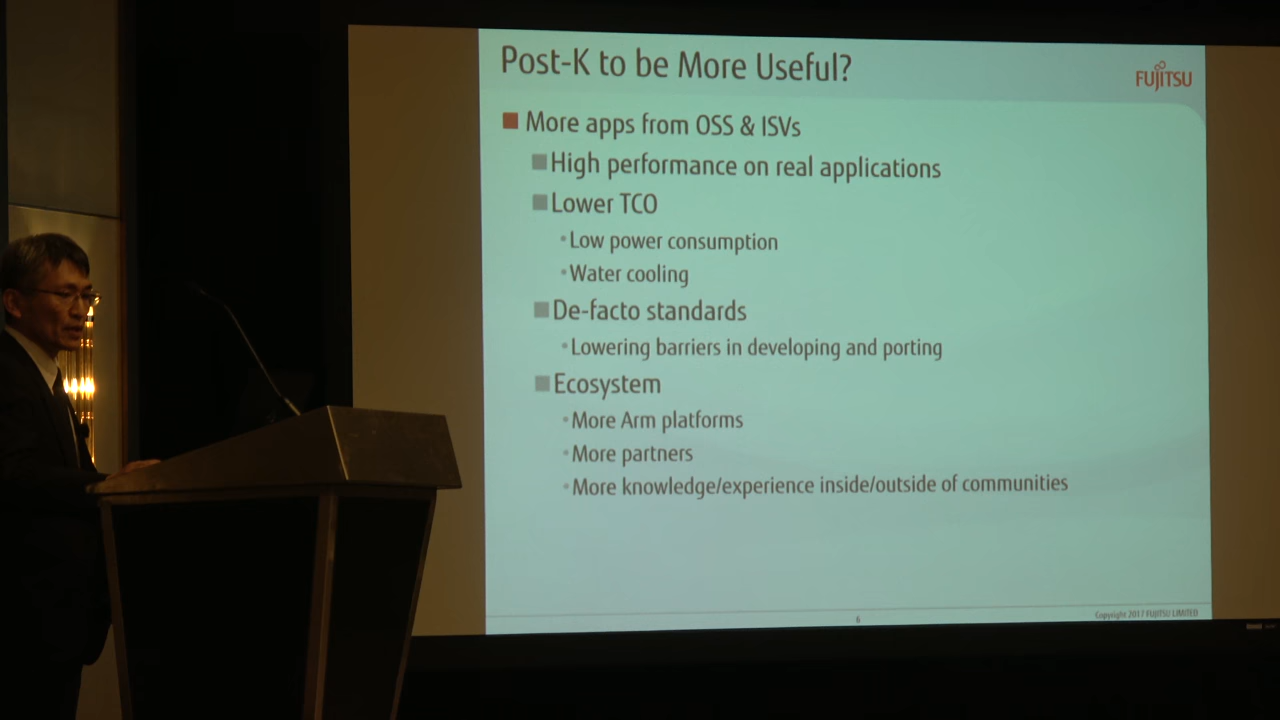 Post-K to be More Useful?
FUJITSU
More apps from OSS & ISVs
High performance on real applications
Lower TCO
Low power consumption
Water cooling
De-facto standards
Lowering barriers in developing and porting
Ecosystem
More Arm platforms
More partners
More knowledge/experience inside/outside of communities
6
Copyright 2017 FUJITSU LIMITED